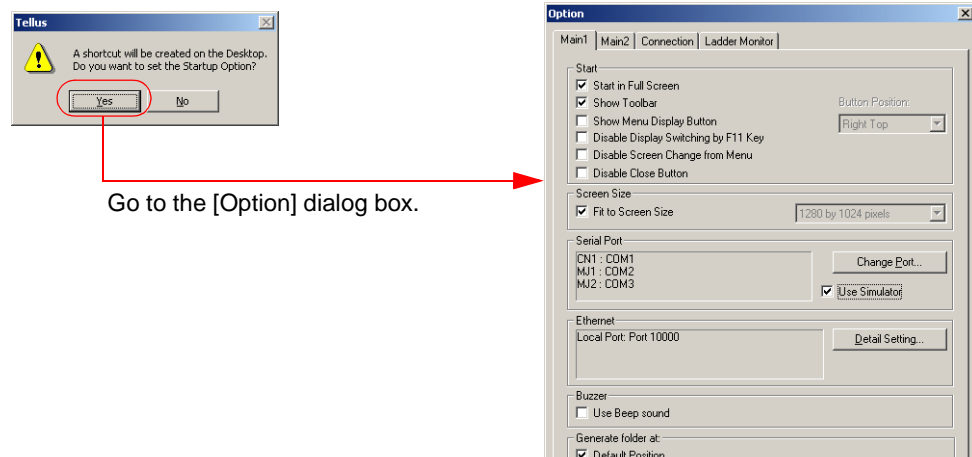 Tellus
A shortcut will be created on the Desktop.
Do you want to set the Startup Option?
Yes
No
Go to the [Option] dialog box.
Option
Main1
Main2
Connection
Ladder Monitor
Start
Start in Full Screen
Show Toolbar
Button Position:
Show Menu Display Button
Right Top
Disable Display Switching by F11 Key
Disable Screen Change from Menu
Disable Close Button
Screen Size
Fit to Screen Size
1280 by 1024 pixels
Serial Port
CN1 : COM1
MJ1 : COM2
MJ2 : COM3
Change Port...
Use Simulator
Ethernet
Local Port: Port 10000
Detail Setting...
Buzzer
Use Beep sound
Generate folder at:
Default Position